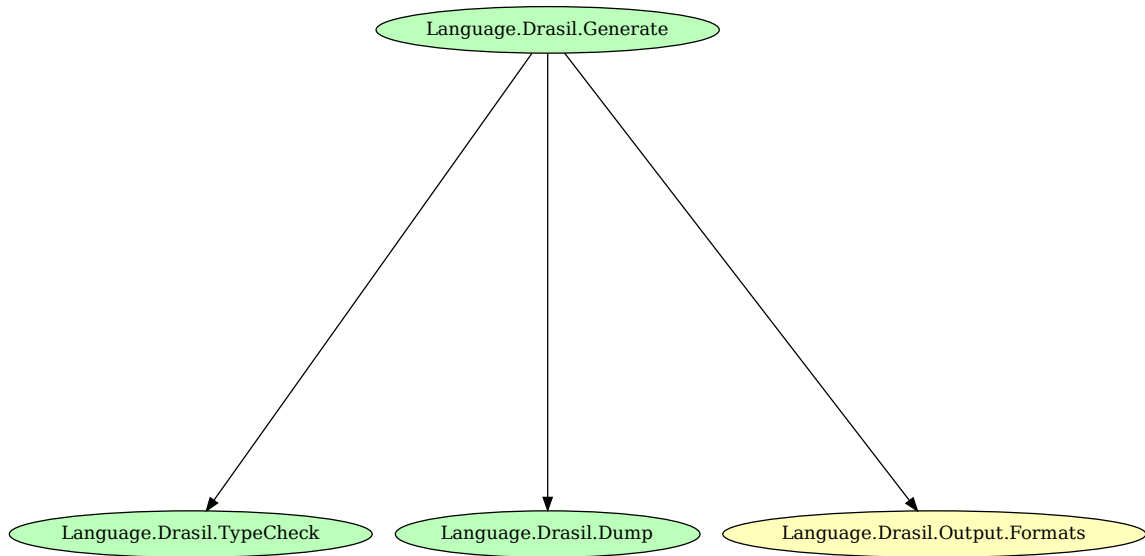 Language.Drasil.Generate
Language.Drasil.TypeCheck
Language.Drasil.Dump
Language.Drasil.Output.Formats